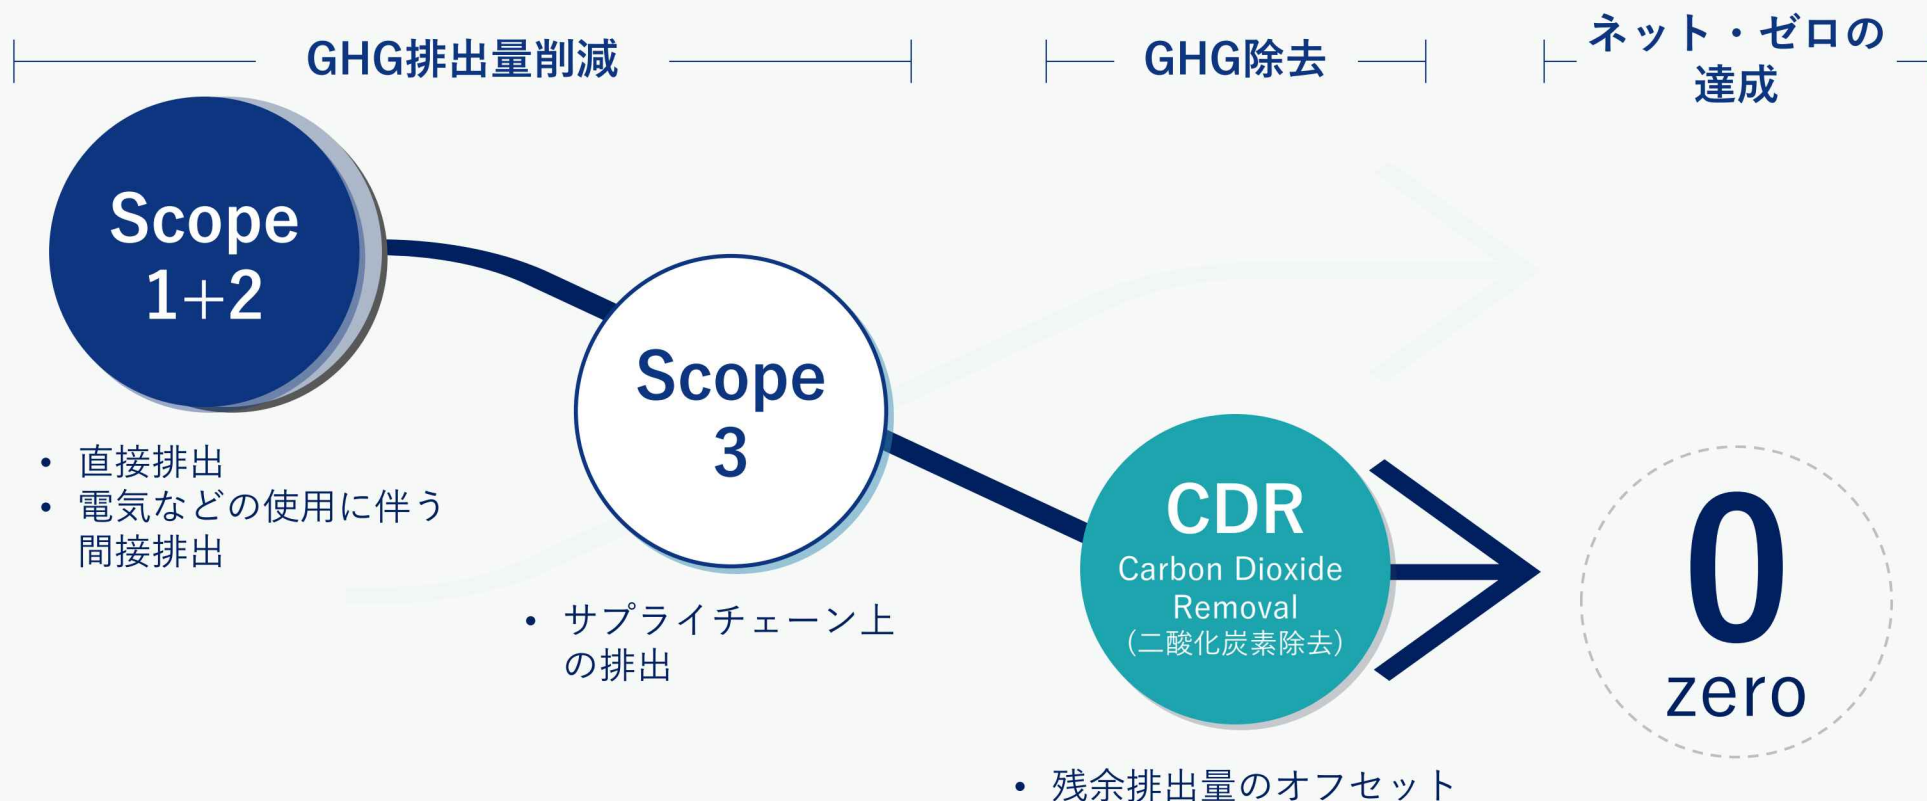 GHG排出量削減
GHG除去
ネット・ゼロの
達成
Scope
1+2
• 直接排出
• 電気などの使用に伴う
間接排出
Scope
3
• サプライチェーン上
の排出
CDR
Carbon Dioxide
Removal
(二酸化炭素除去)
• 残余排出量のオフセット
0
zero